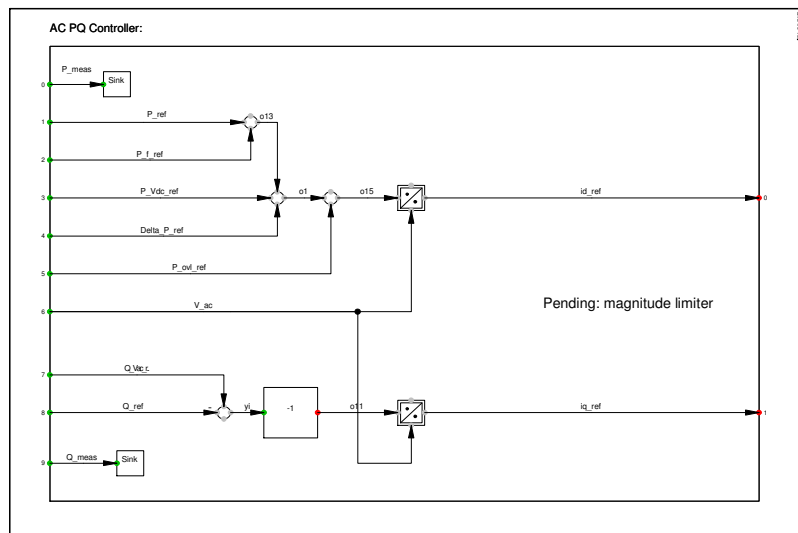 AC PQ Controller:
P_meas
Sink
0
P_ref
o13
1
P_f_ref
2
P_Vdc_ref
o1
o15
id_ref
3
0
Delta_P_ref
4
P_ovl_ref
5
V_ac
6
Pending: magnitude limiter
Q_Vac_r..
7
Q_ref
-
yi
-1
o11
iq_ref
8
1
Q_meas
Sink
9